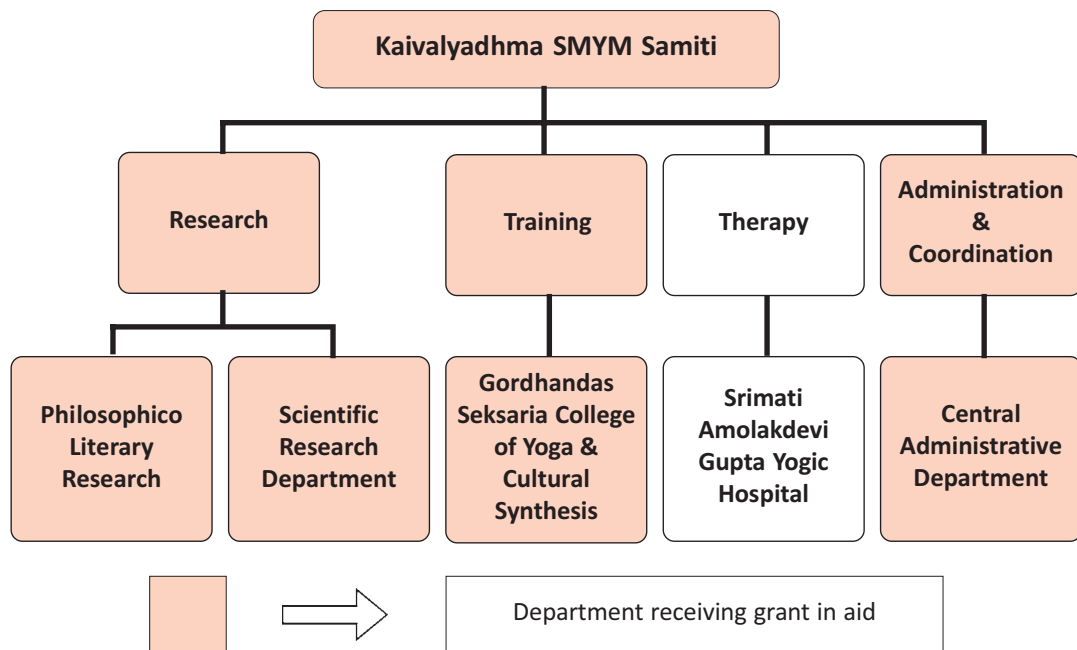 Kaivalyadhma SMYM Samiti
Research
Training
Therapy
Administration
&
Coordination
Philosophico
Literary
Research
Scientific
Research
Department
Gordhandas
Seksaria College
of Yoga &
Cultural
Synthesis
Srimati
Amolakdevi
Gupta Yogic
Hospital
Central
Administrative
Department
Department receiving grant in aid